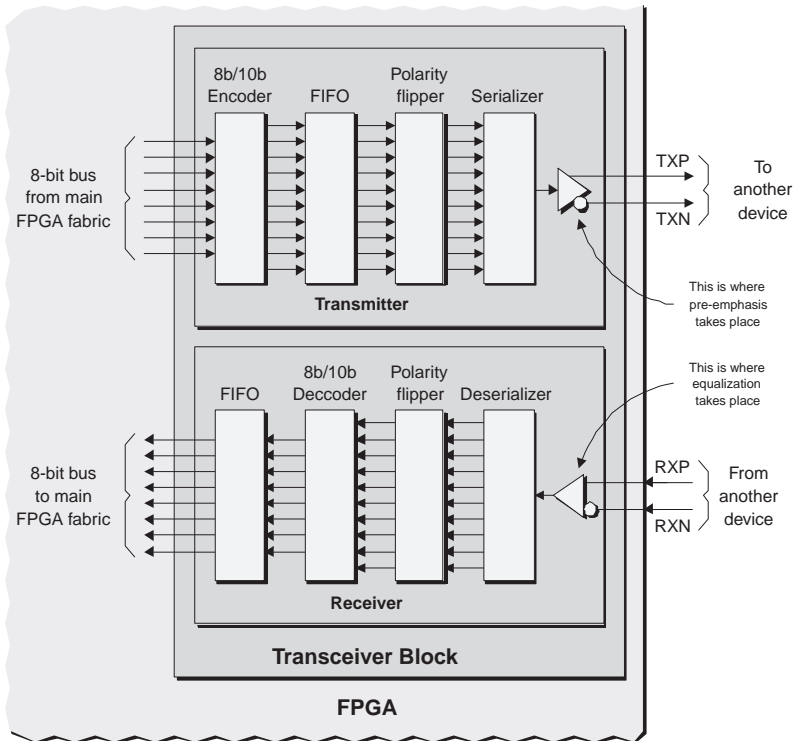 8b/10b
Encoder
FIFO
Polarity
flipper
Serializer
8-bit bus
from main
FPGA fabric
TXP
TXN
To
another
device
Transmitter
This is where
pre-emphasis
takes place
This is where
equalization
takes place
FIFO
8b/10b
Deccoder
Polarity
flipper
Deserializer
8-bit bus
to main
FPGA fabric
RXP
RXN
From
another
device
Receiver
Transceiver Block
FPGA